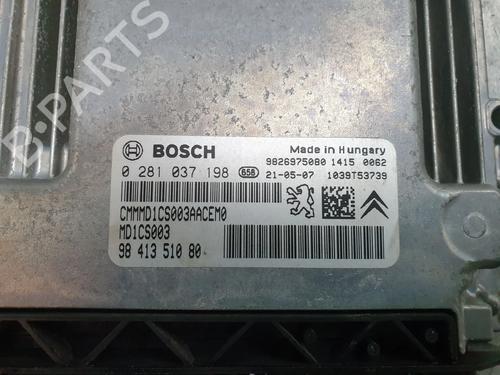 B-PARTS
BOSCH
Made in Hungary
9826975080 1415 0062
0 281 037 198 658 21-05-07 1039T53739
CMMMD1CS003AACEM0
MD1CS003
98 413 510 80